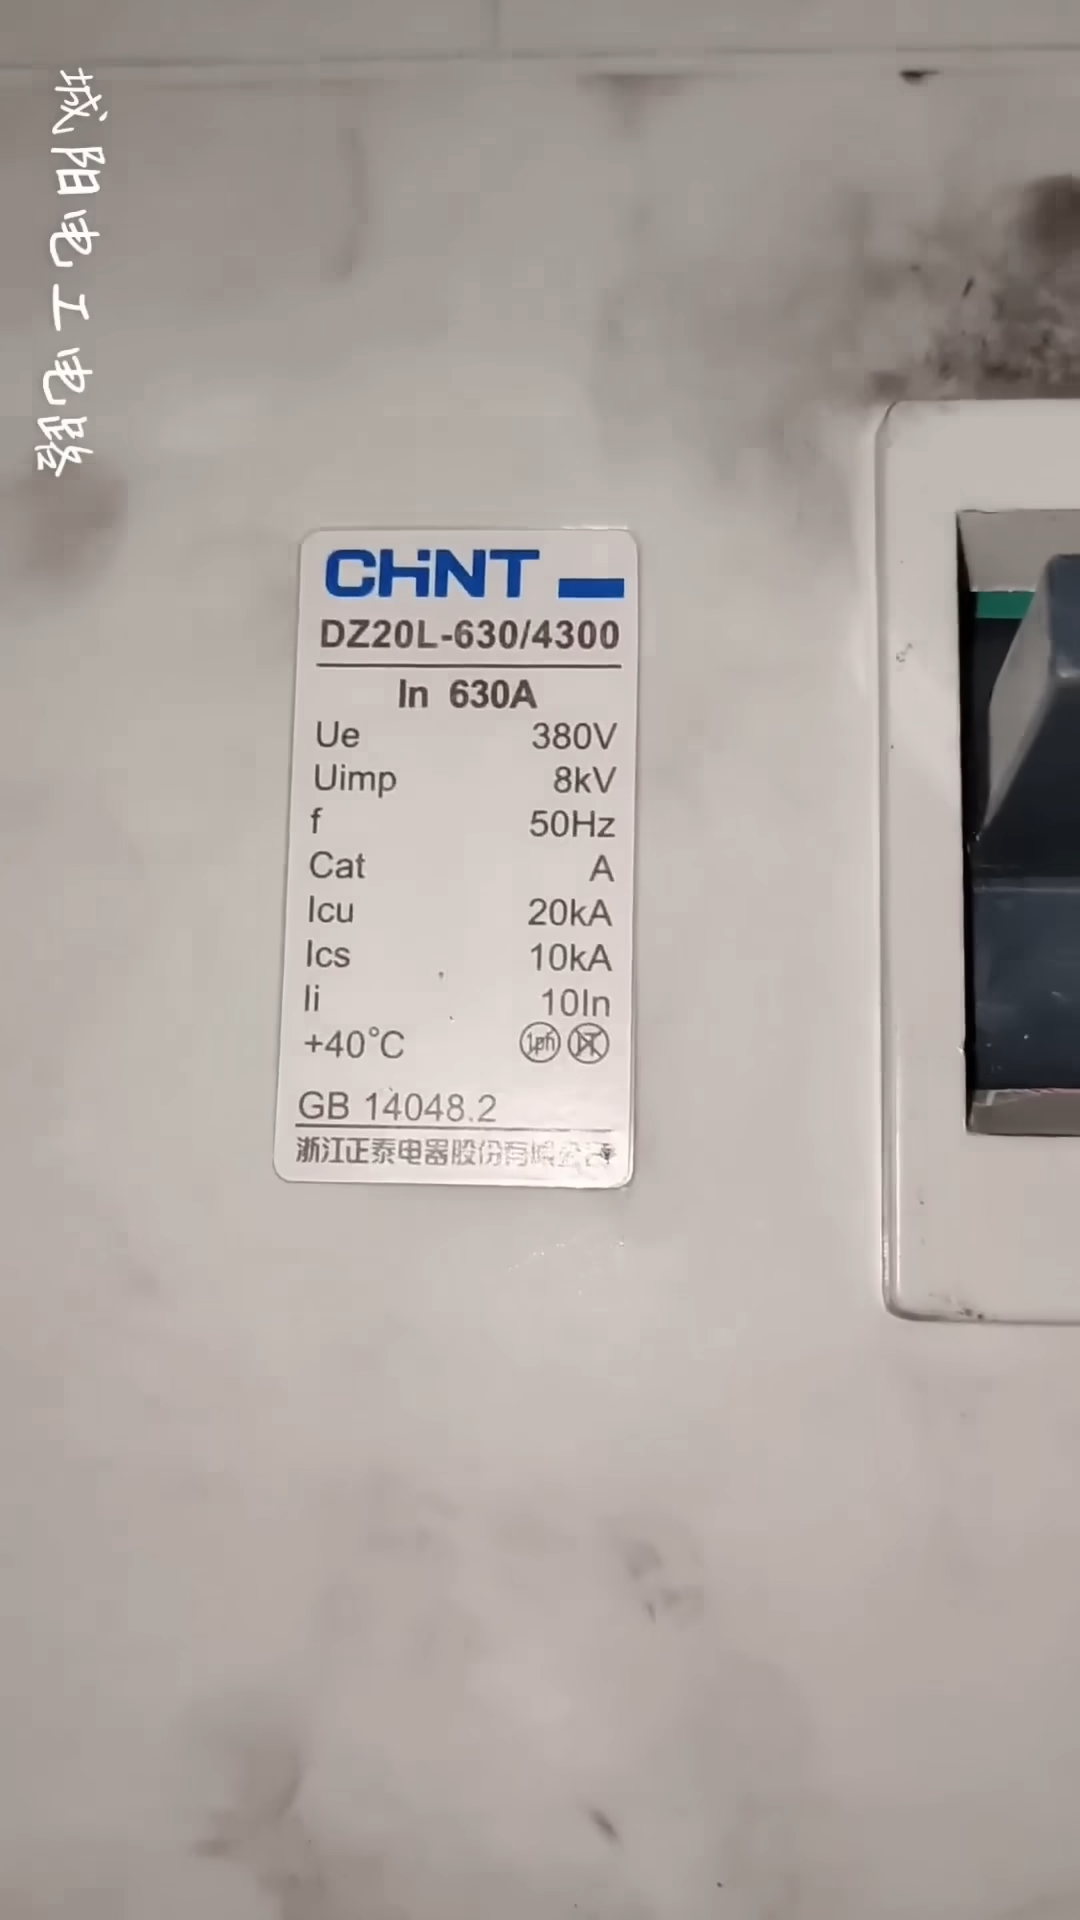 城阳电工电路
CHNT
DZ20L-630/4300
In 630A
Ue 380V
Uimp 8kV
f 50Hz
Cat A
Icu 20kA
Ics 10kA
Ii 10In
+40°C 1ph IT
GB 14048.2
浙江正泰电器股份有限公司